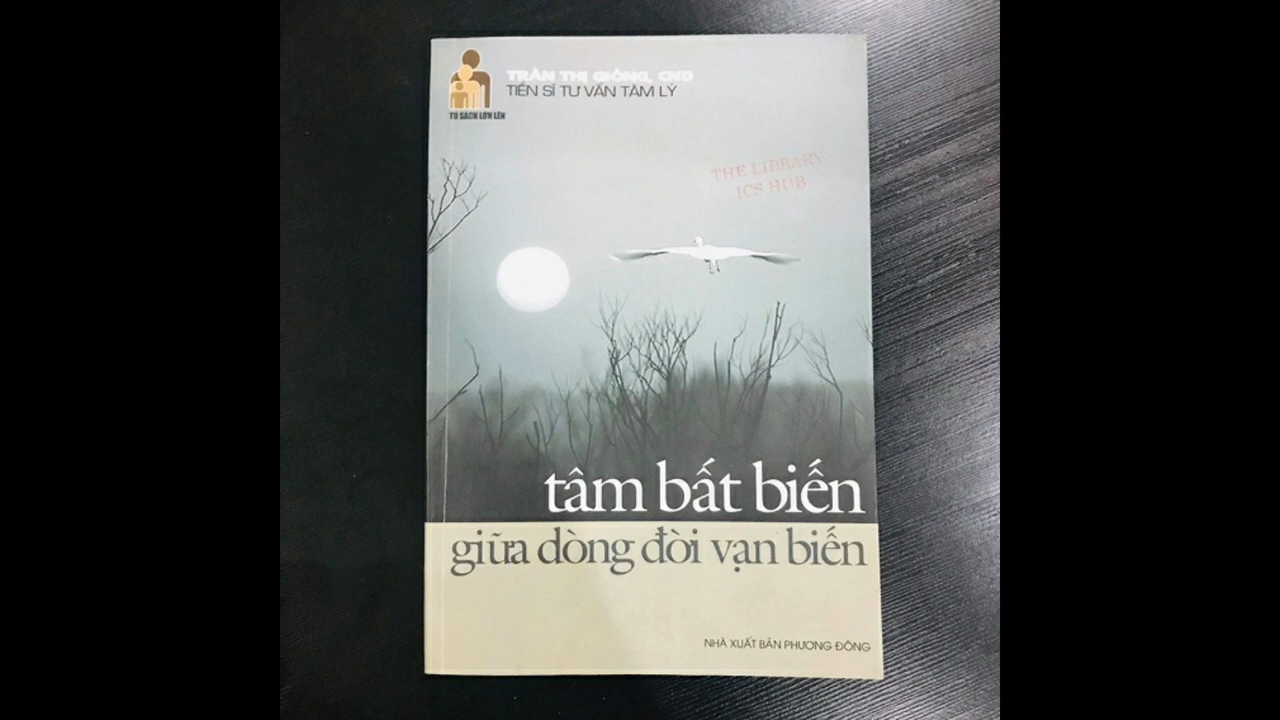 TRẦN THỊ GIỒNG, CND
TIẾN SĨ TƯ VẤN TÂM LÝ
TỦ SÁCH LỚN LÊN
THE LIBRARY
ICS HUB
tâm bất biến
giữa dòng đời vạn biến
NHÀ XUẤT BẢN PHƯƠNG ĐÔNG